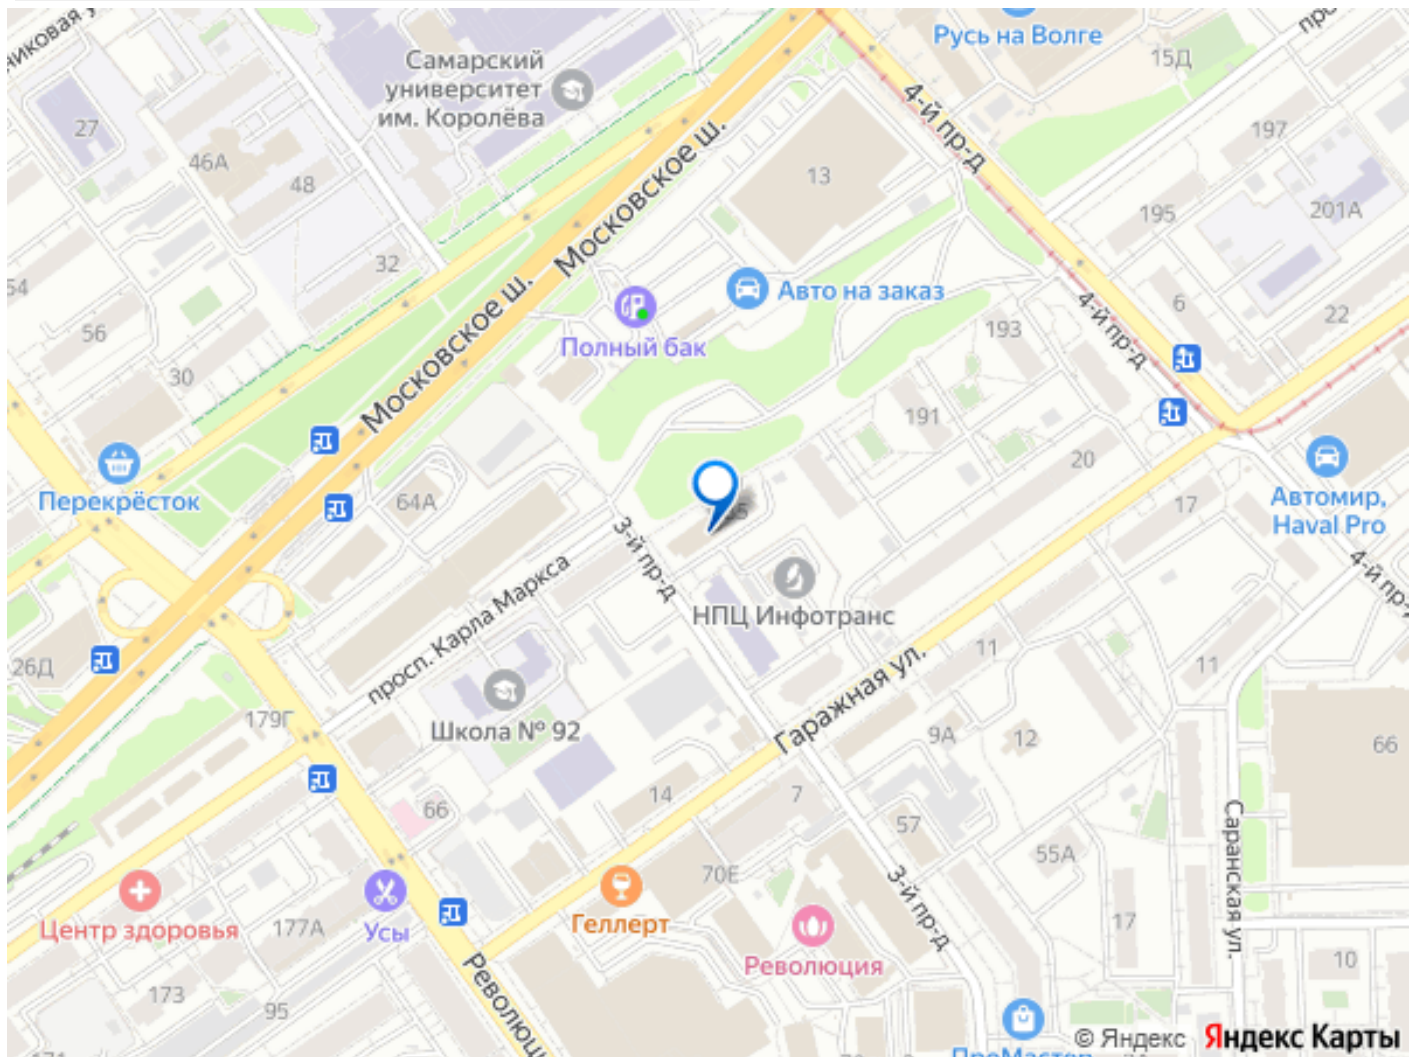 Русь на Волге
15Д
Самарский
университет
им. Королёва
4-й пр-д
27
46А
48
13
197
195
201А
Московское ш.
32
54
56
30
Авто на заказ
Полный бак
193
4-й пр-д
6
22
Московское ш.
191
20
17
Перекрёсток
64А
Автомир,
Haval Pro
3-й пр-д
НПЦ Инфотранс
4-й пр-
просп. Карла Маркса
26Д
179Г
Школа № 92
Гаражная ул.
11
11
9А
12
66
66
14
7
57
55А
70Е
Саранская ул.
3-й пр-д
Центр здоровья
177А
Усы
Геллерт
Революция
17
10
173
95
Революц
ПроМастер
© Яндекс Яндекс Карты